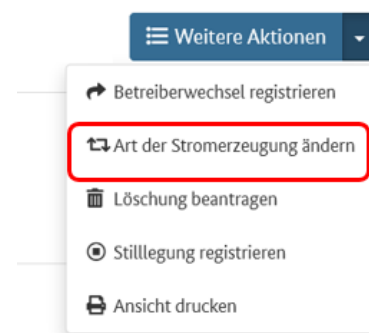 Weitere Aktionen
Betreiberwechsel registrieren
Art der Stromerzeugung ändern
Löschung beantragen
Stilllegung registrieren
Ansicht drucken